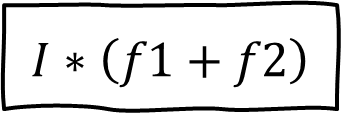 I * (f1 + f2)